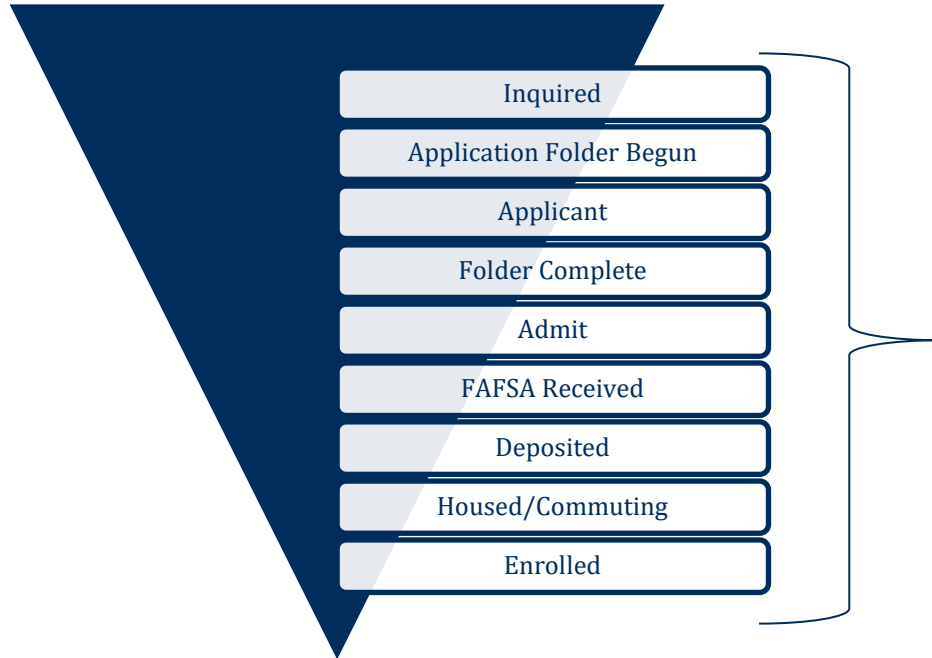 Inquired
Application Folder Begun
Applicant
Folder Complete
Admit
FAFSA Received
Deposited
Housed/Commuting
Enrolled